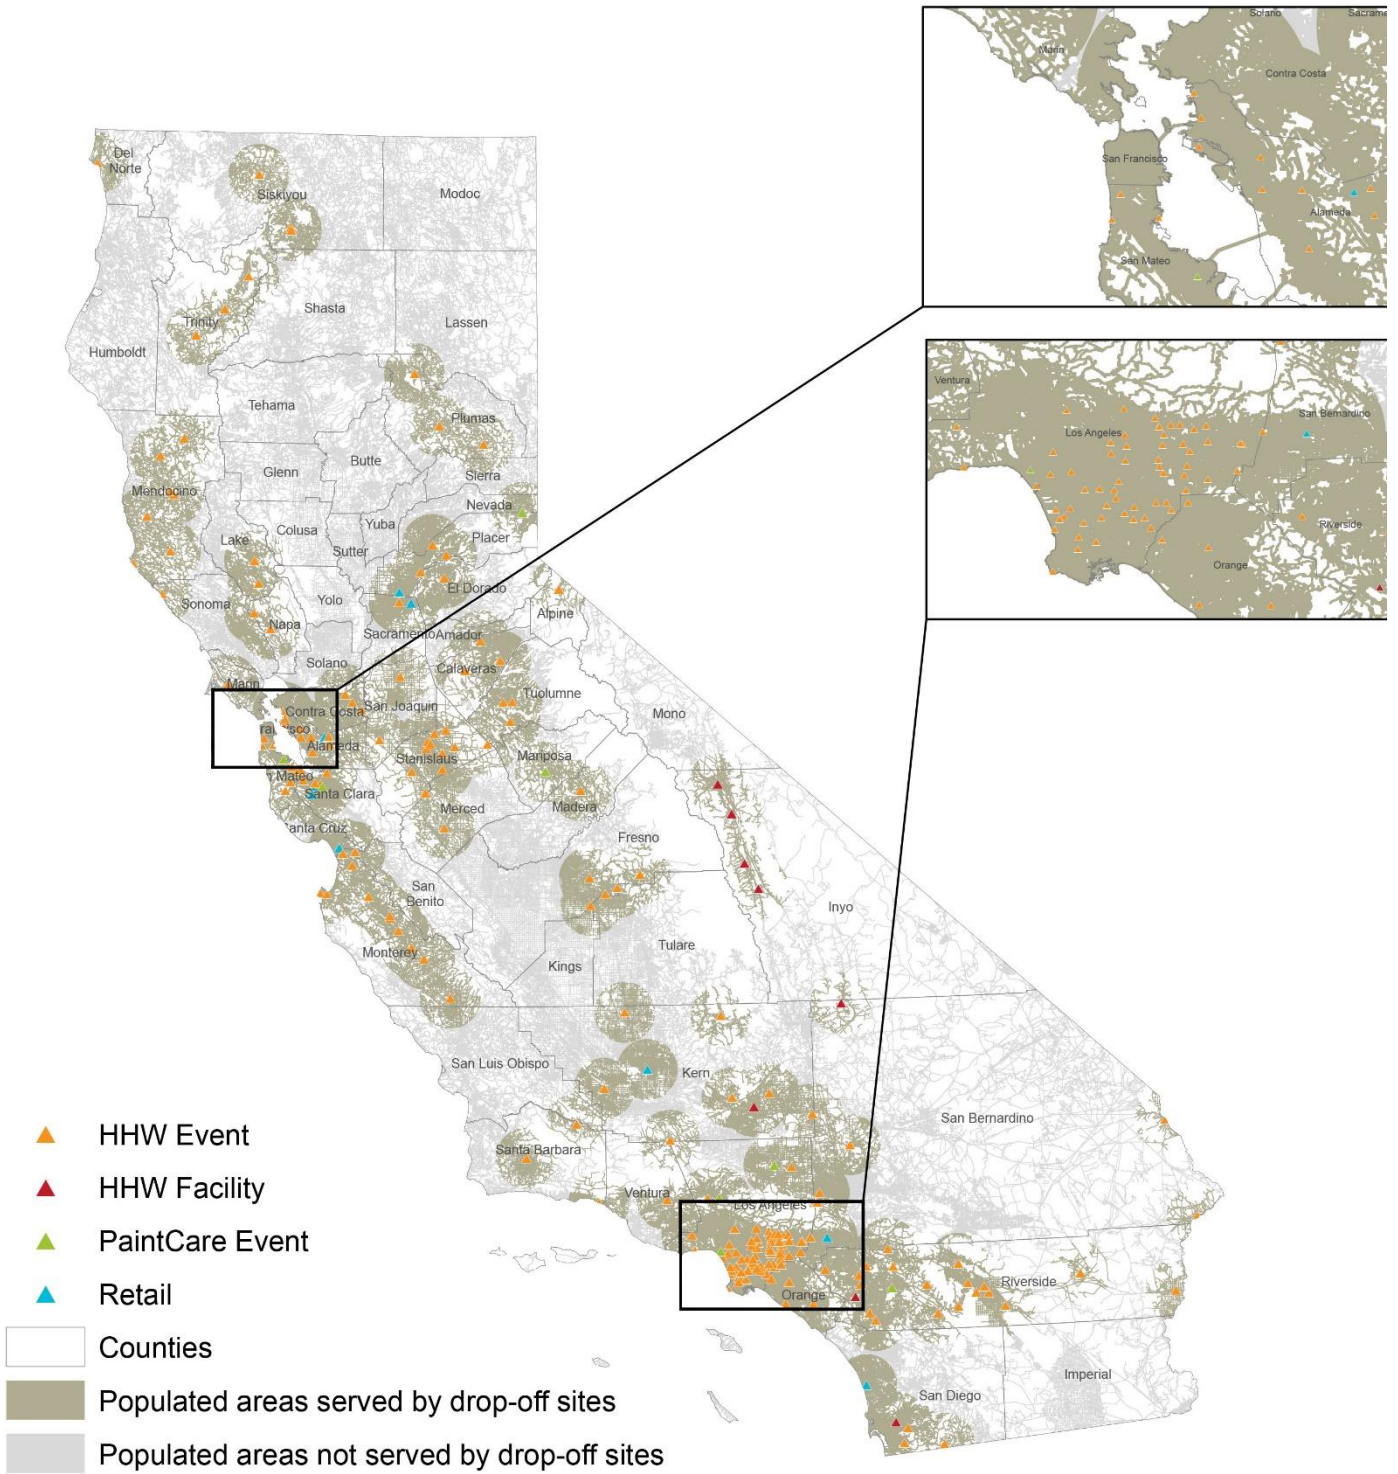 Solano
Sacrame
Marin
Contra Costa
San Francisco
Alameda
San Mateo
Del
Norte
Siskiyou
Modoc
Shasta
Trinity
Lassen
Humboldt
Tehama
Plumas
Butte
Glenn
Sierra
Mendocino
Nevada
Colusa
Yuba
Lake
Sutter
Placer
El Dorado
Sonoma
Yolo
Napa
Alpine
Sacramento
Amador
Solano
Calaveras
Marin
Tuolumne
Contra Costa
San Joaquin
Mono
rancisco
Alameda
Stanislaus
Mariposa
Mateo
Santa Clara
Merced
Madera
Santa Cruz
Fresno
San
Benito
Inyo
Monterey
Tulare
Kings
San Luis Obispo
Kern
San Bernardino
Santa Barbara
Ventura
Los Angeles
Orange
Riverside
San Diego
Imperial
Ventura
San Bernardino
Los Angeles
Riverside
Orange
HHW Event
HHW Facility
PaintCare Event
Retail
Counties
Populated areas served by drop-off sites
Populated areas not served by drop-off sites